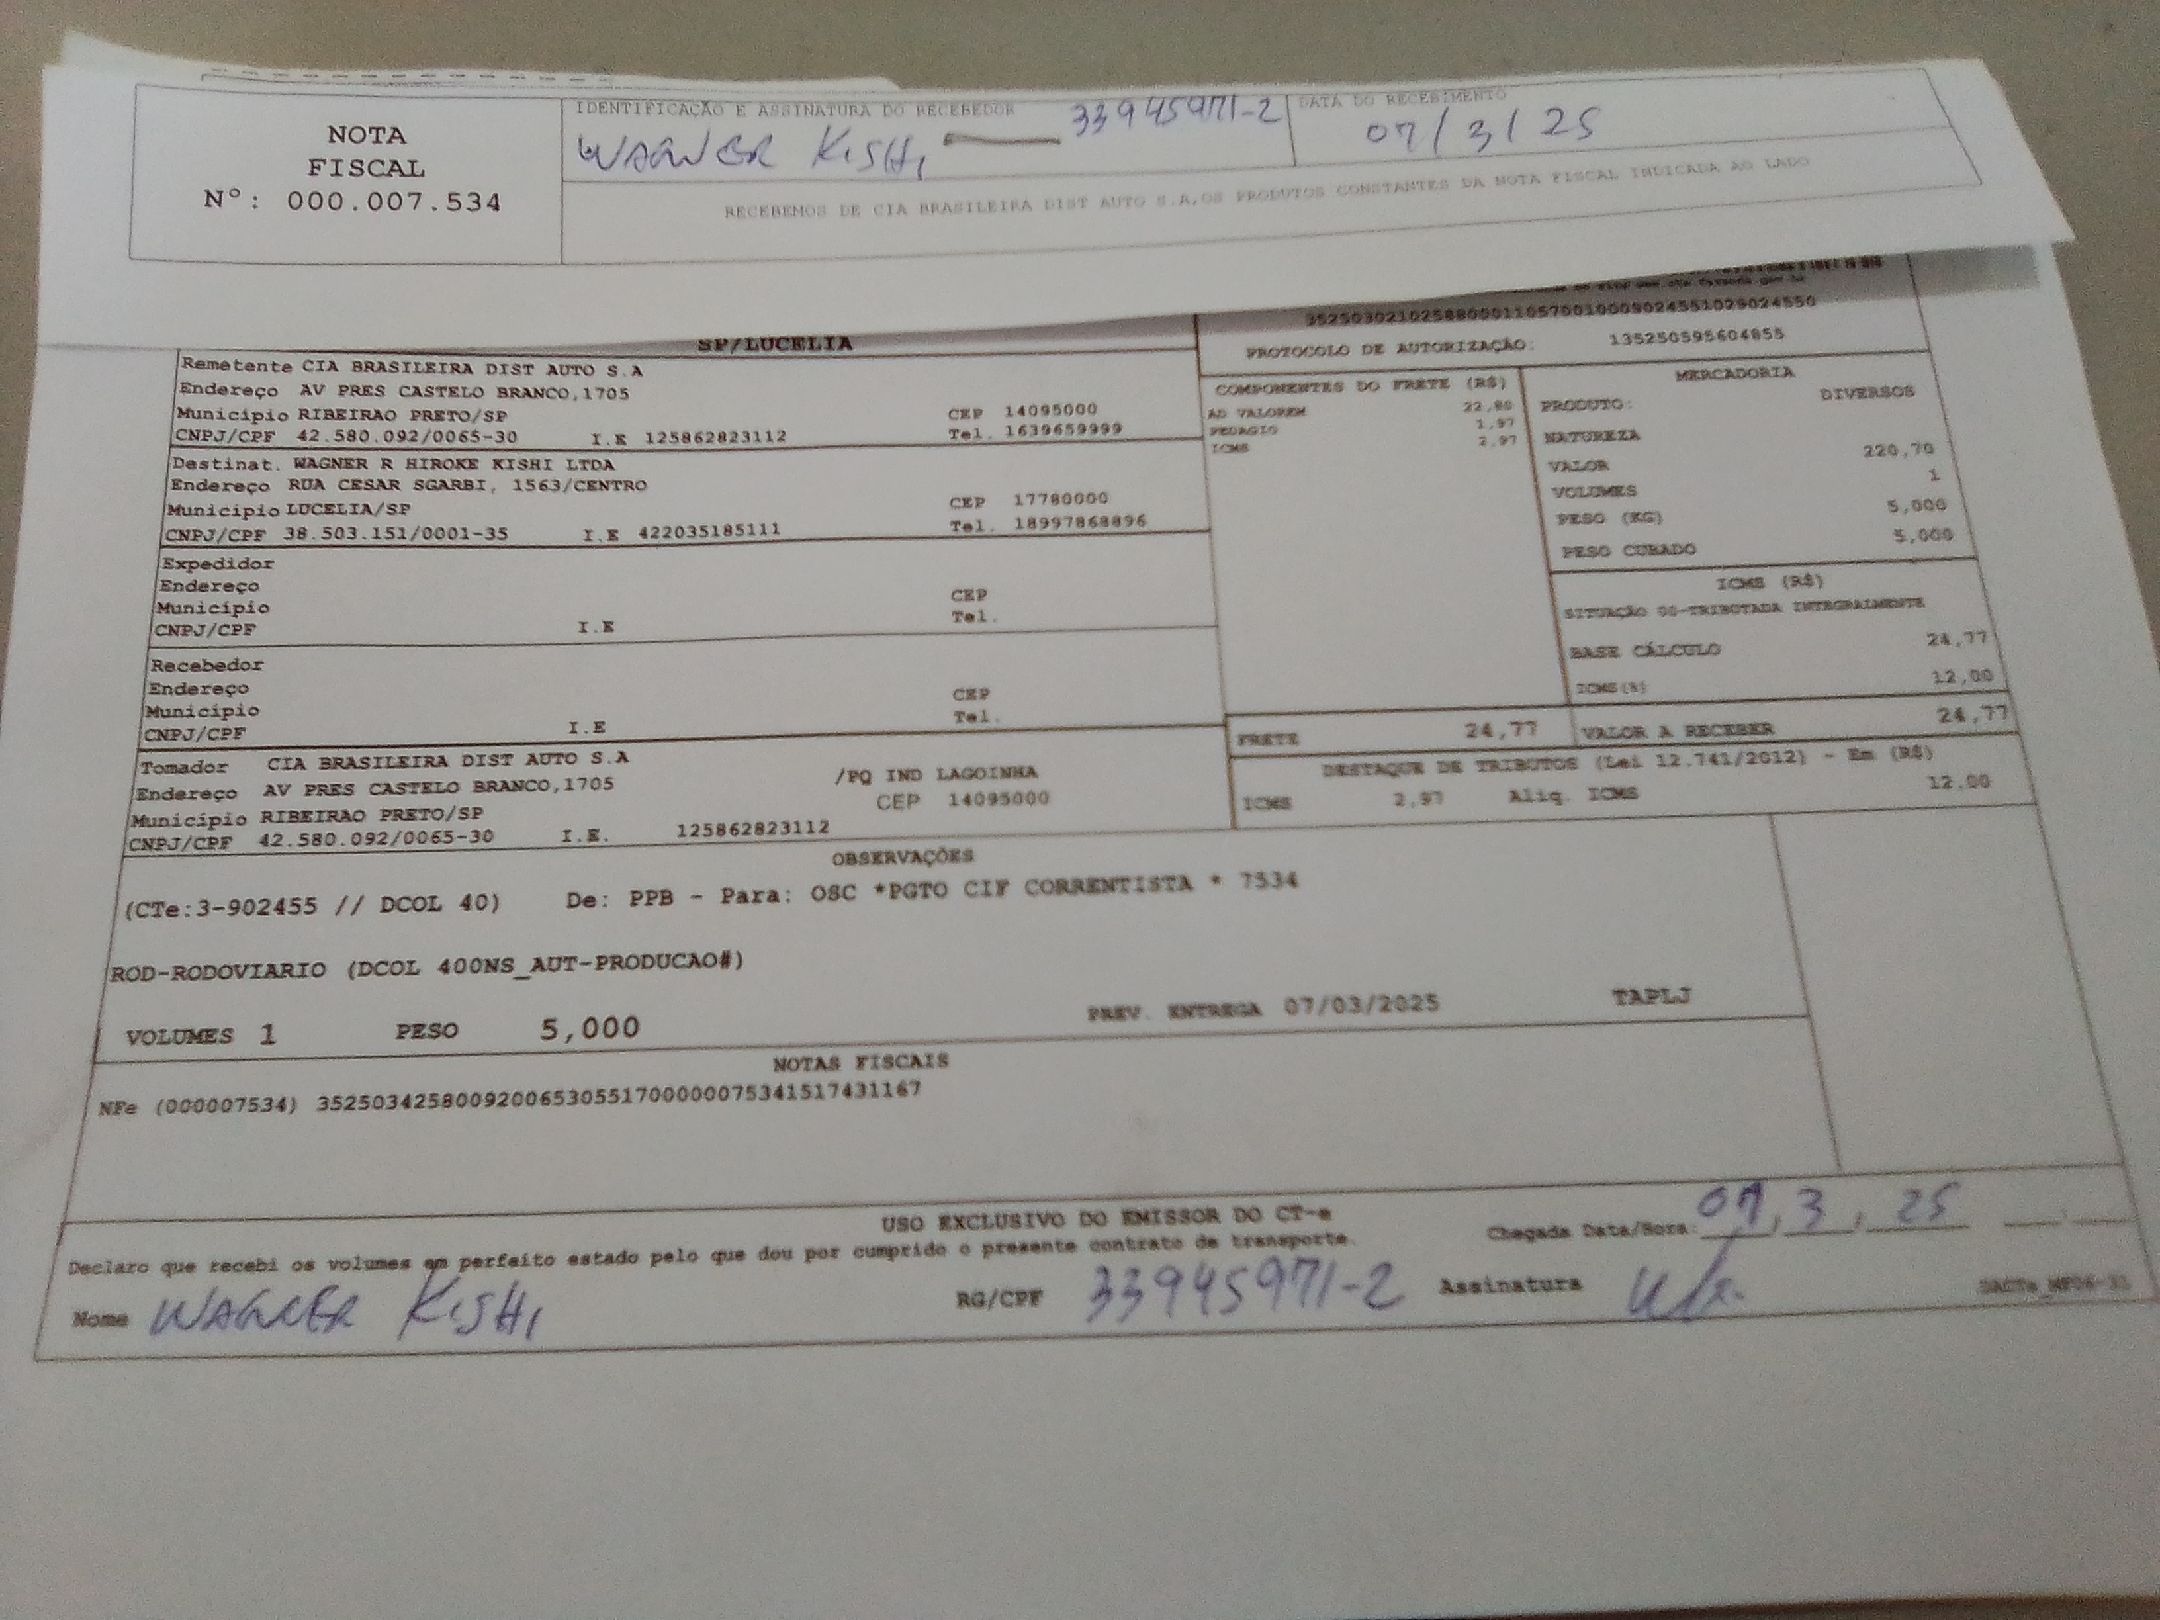 NOTA
FISCAL
Nº: 000.007.534
IDENTIFICAÇÃO E ASSINATURA DO RECEBEDOR
WAGNER KISHI 33945971-2
DATA DO RECEBIMENTO
07/3/25
RECEBEMOS DE CIA BRASILEIRA DIST AUTO S.A,OS PRODUTOS CONSTANTES DA NOTA FISCAL INDICADA AO LADO
SP/LUCELIA
Remetente CIA BRASILEIRA DIST AUTO S.A
Endereço AV PRES CASTELO BRANCO,1705
Município RIBEIRAO PRETO/SP CEP 14095000
CNPJ/CPF 42.580.092/0065-30 I.E 125862823112 Tel. 1639659999
Destinat. WAGNER R HIROKE KISHI LTDA
Endereço RUA CESAR SGARBI, 1563/CENTRO
Município LUCELIA/SP CEP 17780000
CNPJ/CPF 38.503.151/0001-35 I.E 422035185111 Tel. 18997868896
Expedidor
Endereço CEP
Município Tel.
CNPJ/CPF I.E
Recebedor
Endereço CEP
Município Tel.
CNPJ/CPF I.E
Tomador CIA BRASILEIRA DIST AUTO S.A
Endereço AV PRES CASTELO BRANCO,1705 /PQ IND LAGOINHA
Município RIBEIRAO PRETO/SP CEP 14095000
CNPJ/CPF 42.580.092/0065-30 I.E. 125862823112
35250302102588000110570010009024551029024550
PROTOCOLO DE AUTORIZAÇÃO: 135250595604855
COMPONENTES DO FRETE (R$)
AD VALOREM 22,80
PEDAGIO 1,97
ICMS 2,97
MERCADORIA
PRODUTO: DIVERSOS
NATUREZA
VALOR 220,70
VOLUMES 1
PESO (KG) 5,000
PESO CUBADO 5,000
ICMS (R$)
SITUAÇÃO 00-TRIBUTADA INTEGRALMENTE
BASE CÁLCULO 24,77
ICMS(%) 12,00
FRETE 24,77 VALOR A RECEBER 24,77
DESTAQUE DE TRIBUTOS (Lei 12.741/2012) - Em (R$)
ICMS 2,97 Aliq. ICMS 12.00
OBSERVAÇÕES
(CTe:3-902455 // DCOL 40) De: PPB - Para: OSC *PGTO CIF CORRENTISTA * 7534
ROD-RODOVIARIO (DCOL 400NS_AUT-PRODUCAO#)
VOLUMES 1 PESO 5,000 PREV. ENTREGA 07/03/2025 TAPLJ
NOTAS FISCAIS
NFe (000007534) 35250342580092006530551700000075341517431167
USO EXCLUSIVO DO EMISSOR DO CT-e
Declaro que recebi os volumes em perfeito estado pelo que dou por cumprido o presente contrato de transporte. Chegada Data/Hora: 07, 3, 25
Nome WAGNER KISHI RG/CPF 33945971-2 Assinatura